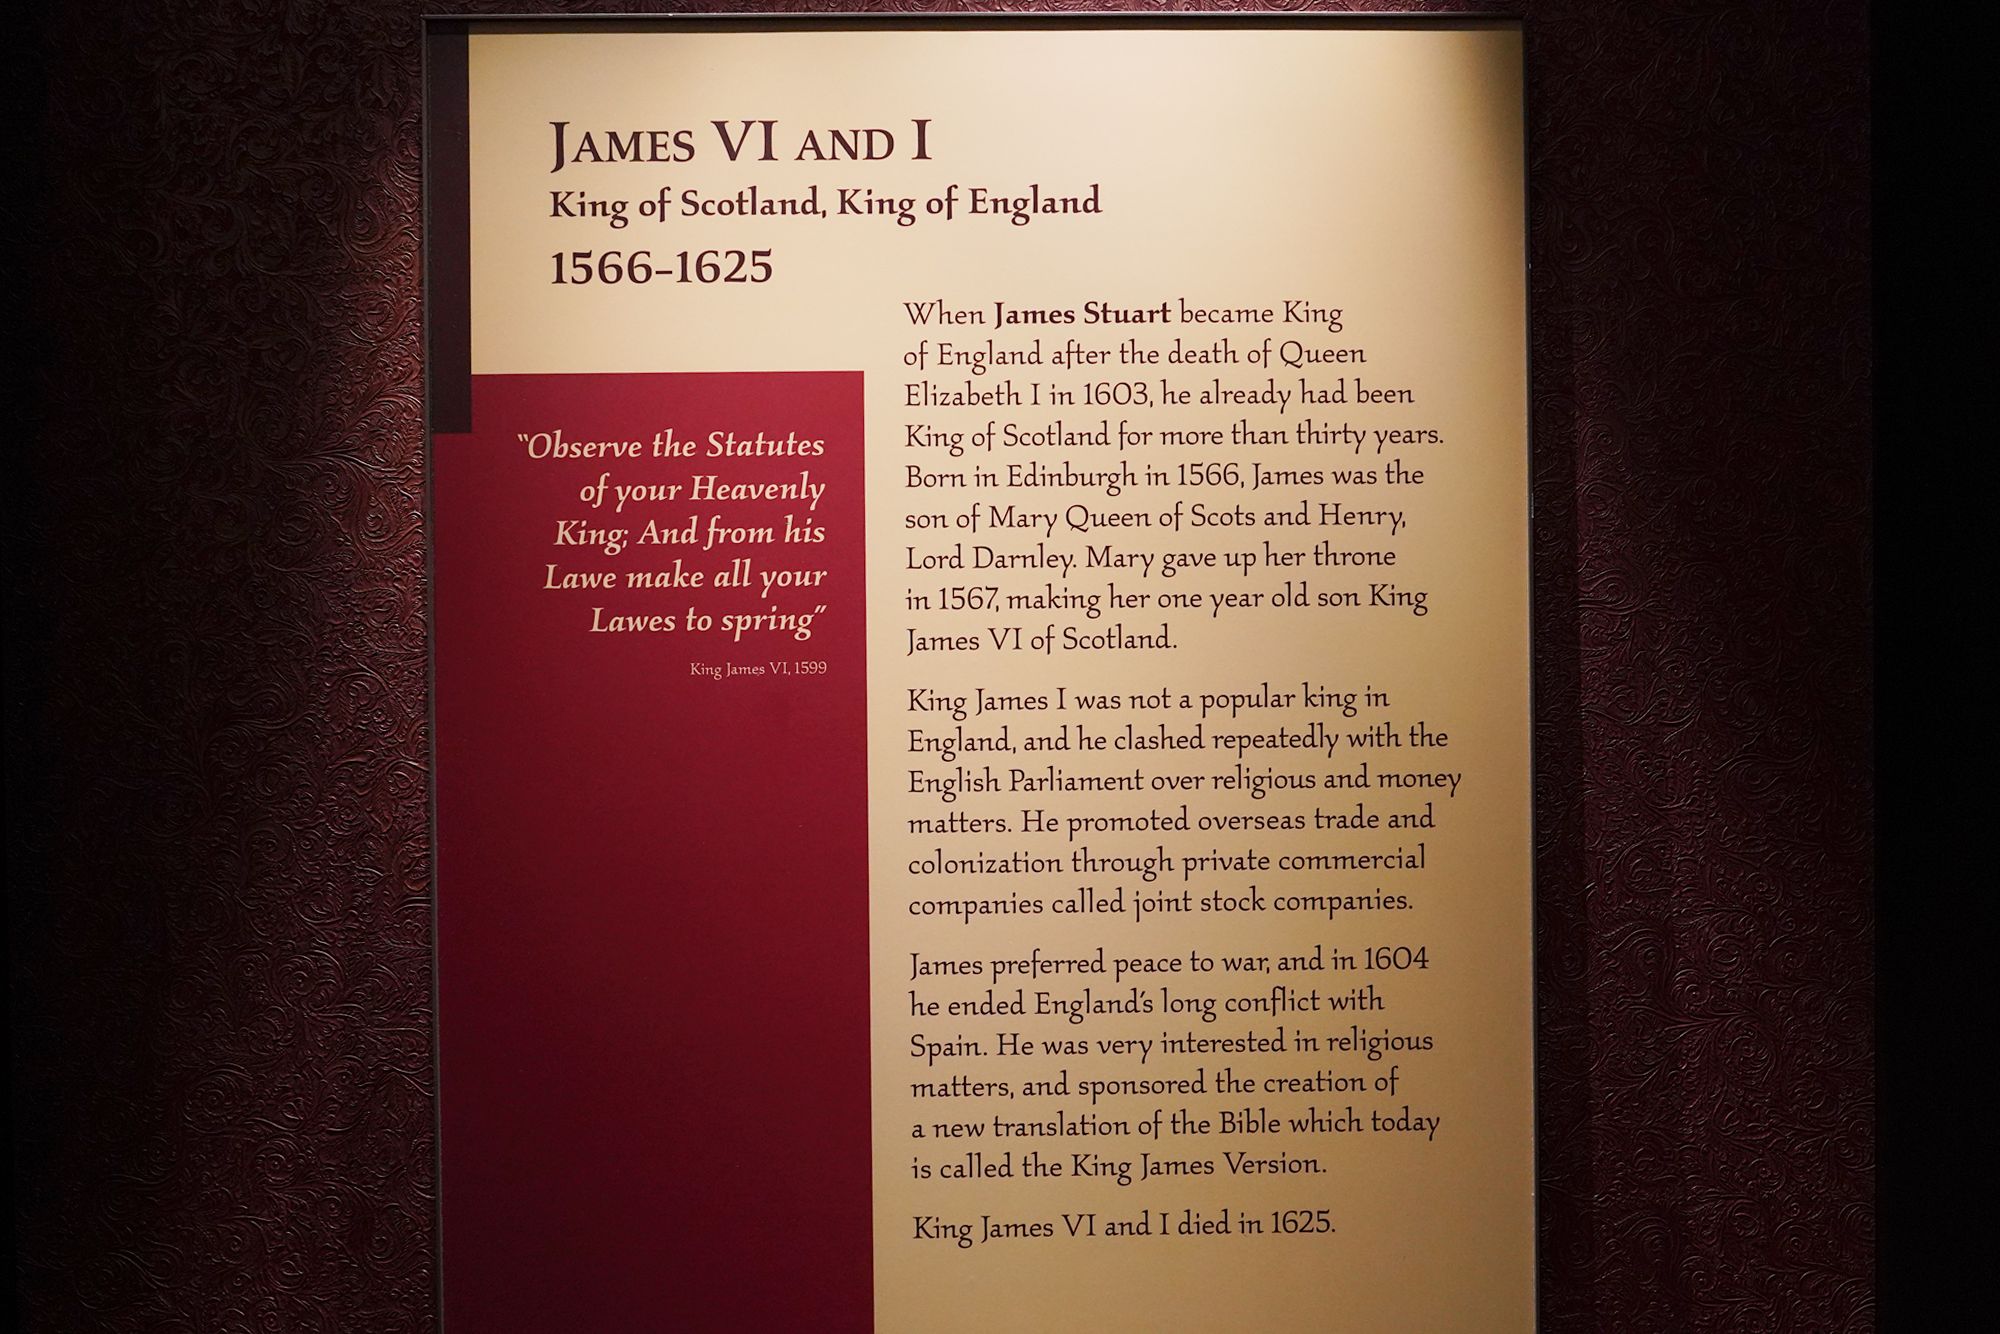 James VI and I
King of Scotland, King of England
1566–1625
"Observe the Statutes
of your Heavenly
King; And from his
Lawe make all your
Lawes to spring"
King James VI, 1599
When James Stuart became King
of England after the death of Queen
Elizabeth I in 1603, he already had been
King of Scotland for more than thirty years.
Born in Edinburgh in 1566, James was the
son of Mary Queen of Scots and Henry,
Lord Darnley. Mary gave up her throne
in 1567, making her one year old son King
James VI of Scotland.
King James I was not a popular king in
England, and he clashed repeatedly with the
English Parliament over religious and money
matters. He promoted overseas trade and
colonization through private commercial
companies called joint stock companies.
James preferred peace to war, and in 1604
he ended England's long conflict with
Spain. He was very interested in religious
matters, and sponsored the creation of
a new translation of the Bible which today
is called the King James Version.
King James VI and I died in 1625.